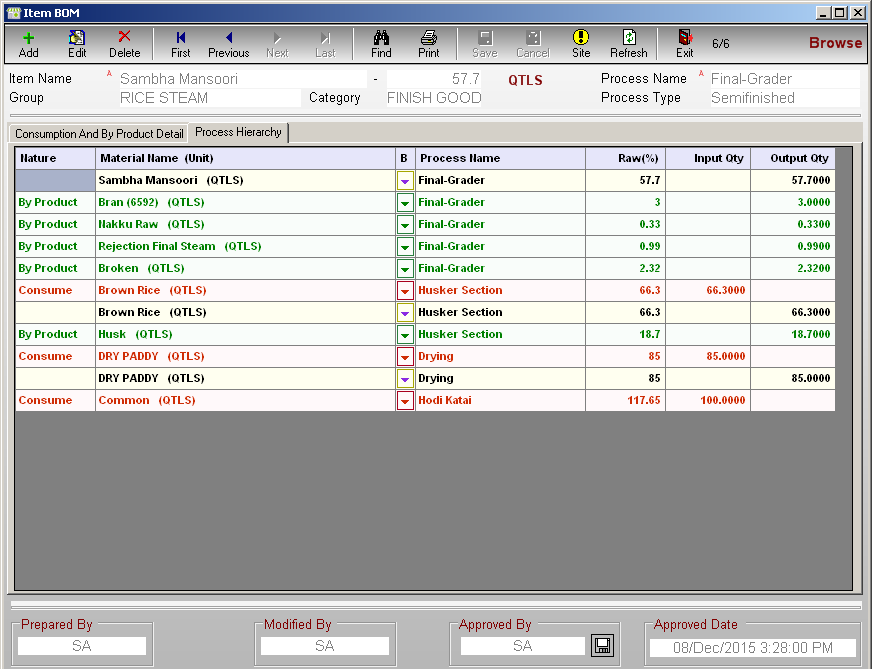 Item BOM
Add Edit Delete First Previous Next Last Find Print Save Cancel Site Refresh Exit 6/6 Browse
Item Name A Sambha Mansoori - 57.7 QTLS Process Name A Final-Grader
Group RICE STEAM Category FINISH GOOD Process Type Semifinished
Consumption And By Product Detail Process Hierarchy
Nature Material Name (Unit) B Process Name Raw(%) Input Qty Output Qty
Sambha Mansoori (QTLS) Final-Grader 57.7 57.7000
By Product Bran (6592) (QTLS) Final-Grader 3 3.0000
By Product Nakku Raw (QTLS) Final-Grader 0.33 0.3300
By Product Rejection Final Steam (QTLS) Final-Grader 0.99 0.9900
By Product Broken (QTLS) Final-Grader 2.32 2.3200
Consume Brown Rice (QTLS) Husker Section 66.3 66.3000
Brown Rice (QTLS) Husker Section 66.3 66.3000
By Product Husk (QTLS) Husker Section 18.7 18.7000
Consume DRY PADDY (QTLS) Drying 85 85.0000
DRY PADDY (QTLS) Drying 85 85.0000
Consume Common (QTLS) Hodi Katai 117.65 100.0000
Prepared By Modified By Approved By Approved Date
SA SA SA 08/Dec/2015 3:28:00 PM